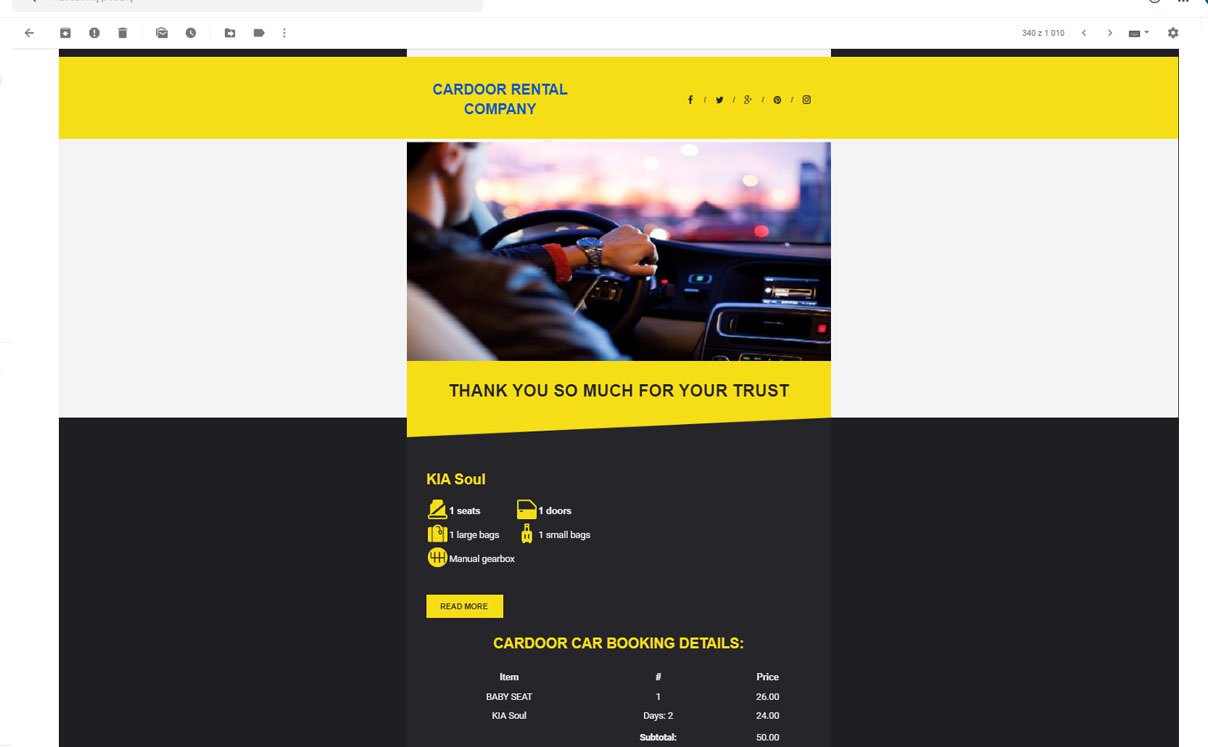 340 z 1 010
CARDOOR RENTAL
COMPANY
/ / / /
THANK YOU SO MUCH FOR YOUR TRUST
KIA Soul
1 seats 1 doors
1 large bags 1 small bags
Manual gearbox
READ MORE
CARDOOR CAR BOOKING DETAILS:
Item # Price
BABY SEAT 1 26.00
KIA Soul Days: 2 24.00
Subtotal: 50.00